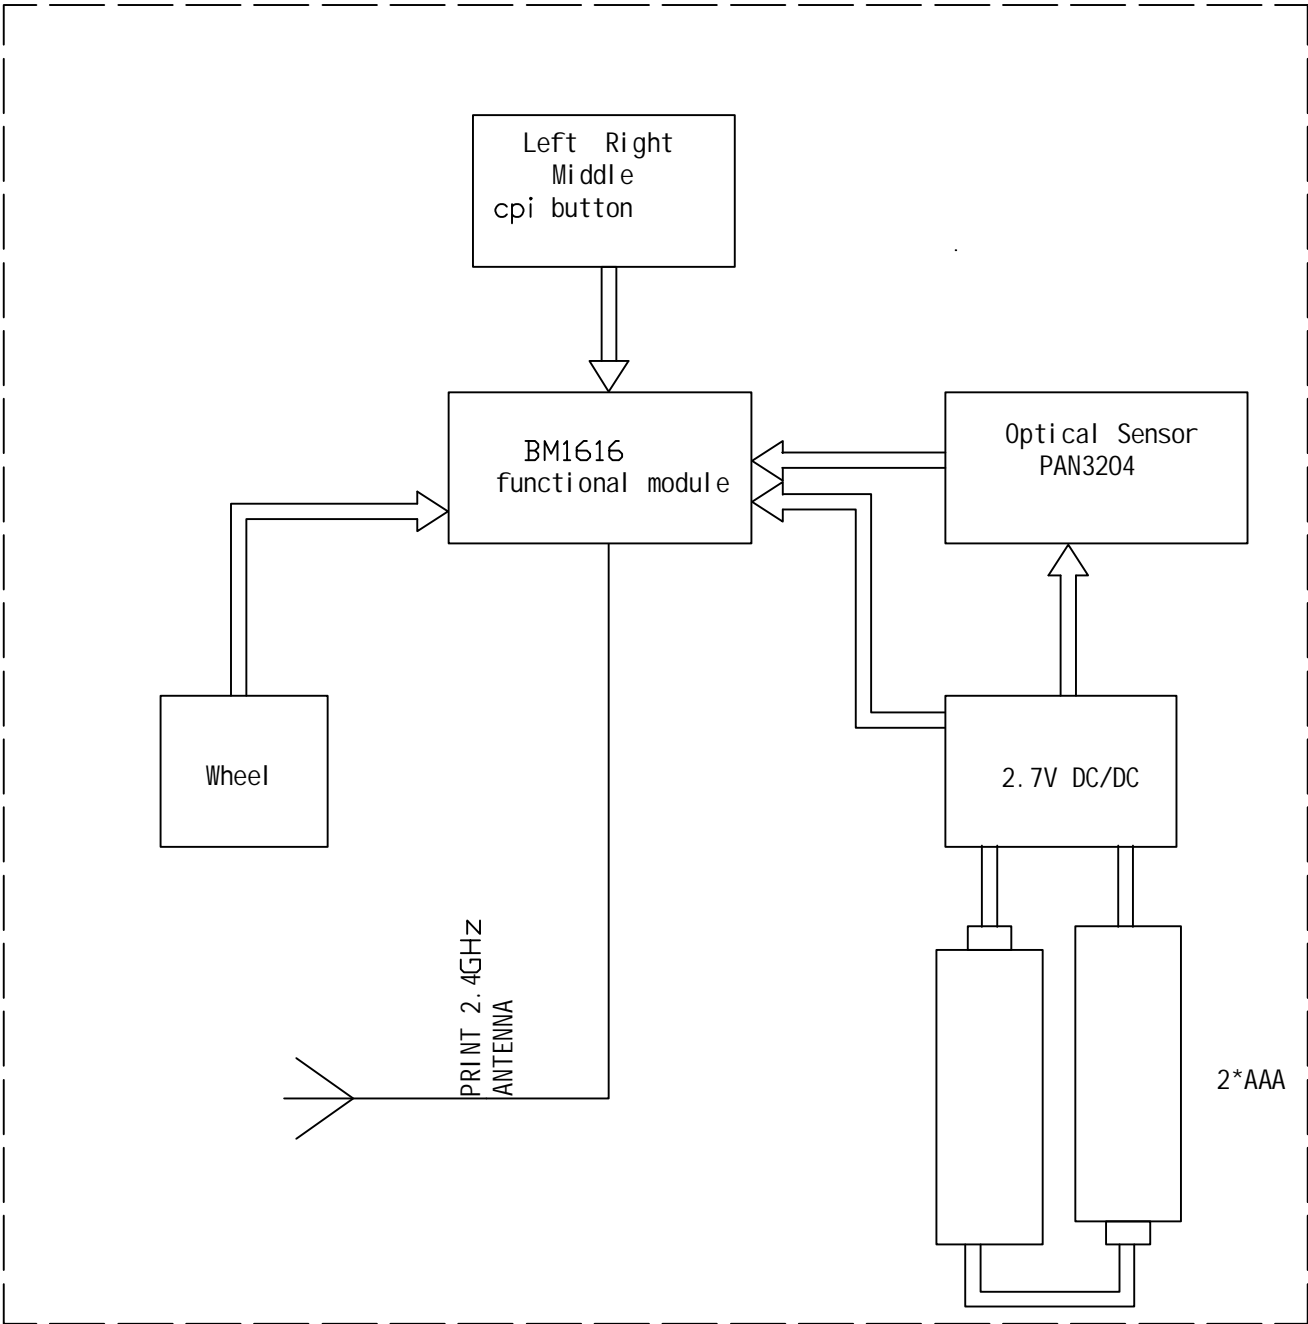 Left Right
Middle
cpi button
BM1616
functional module
Optical Sensor
PAN3204
Wheel
2.7V DC/DC
PRINT 2.4GHz
ANTENNA
2*AAA